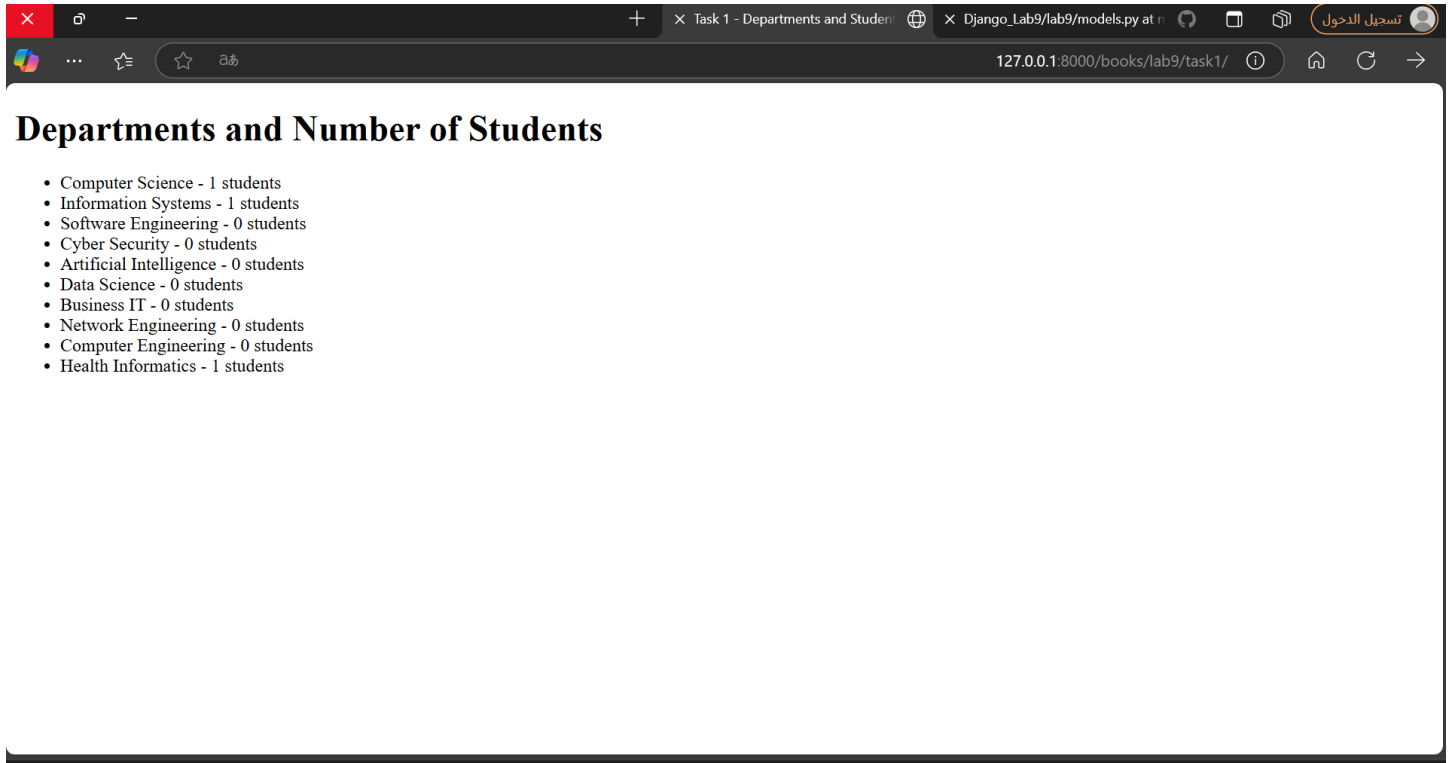 Task 1 - Departments and Student
Django_Lab9/lab9/models.py at m
تسجيل الدخول
aあ
127.0.0.1:8000/books/lab9/task1/
Departments and Number of Students
Computer Science - 1 students
Information Systems - 1 students
Software Engineering - 0 students
Cyber Security - 0 students
Artificial Intelligence - 0 students
Data Science - 0 students
Business IT - 0 students
Network Engineering - 0 students
Computer Engineering - 0 students
Health Informatics - 1 students